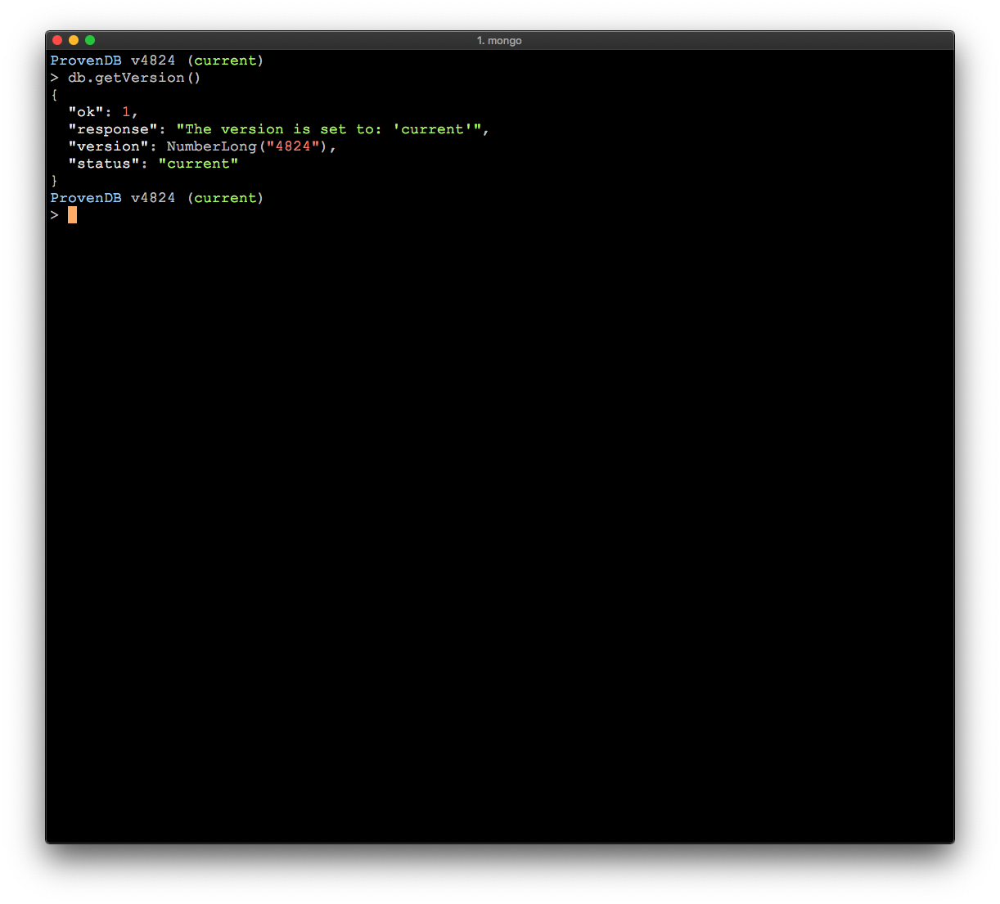 1. mongo
ProvenDB v4824 (current)
> db.getVersion()
{
  "ok": 1,
  "response": "The version is set to: 'current'",
  "version": NumberLong("4824"),
  "status": "current"
}
ProvenDB v4824 (current)
>